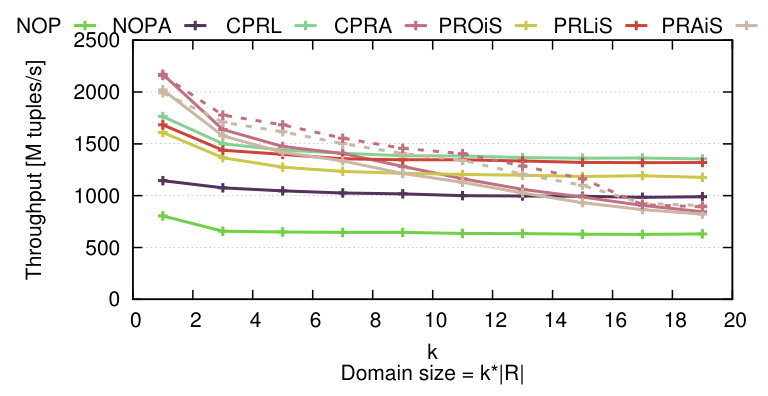 NOP NOPA CPRL CPRA PROiS PRLiS PRAiS
2500
2000
1500
1000
500
0
Throughput [M tuples/s]
0 2 4 6 8 10 12 14 16 18 20
k
Domain size = k*|R|